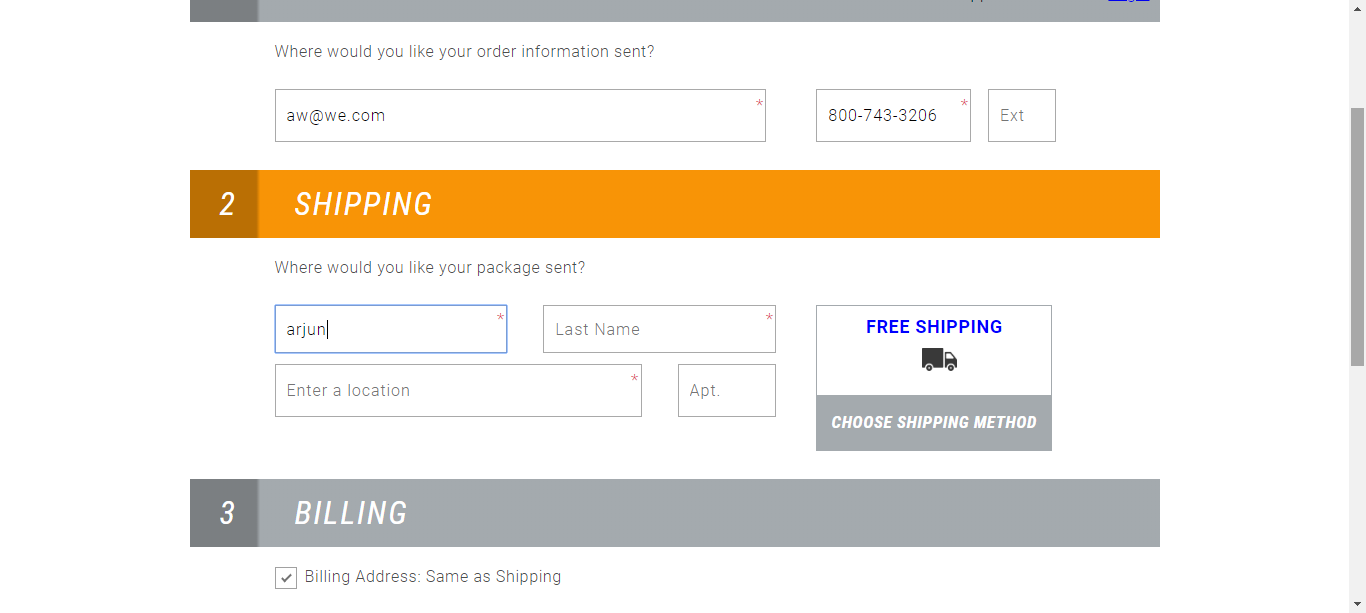 Where would you like your order information sent?
aw@we.com *
800-743-3206 *
Ext
2 SHIPPING
Where would you like your package sent?
arjun *
Last Name *
FREE SHIPPING
Enter a location *
Apt.
CHOOSE SHIPPING METHOD
3 BILLING
Billing Address: Same as Shipping